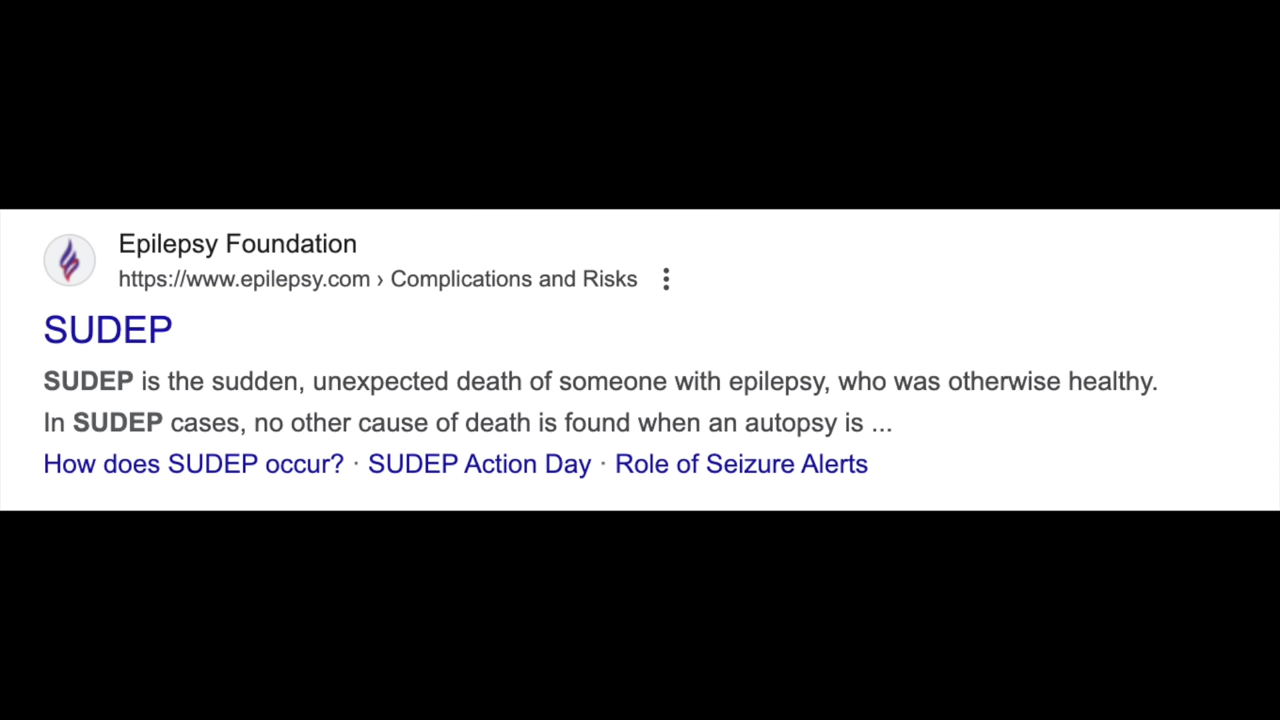 Epilepsy Foundation
https://www.epilepsy.com › Complications and Risks
SUDEP
SUDEP is the sudden, unexpected death of someone with epilepsy, who was otherwise healthy.
In SUDEP cases, no other cause of death is found when an autopsy is ...
How does SUDEP occur? · SUDEP Action Day · Role of Seizure Alerts